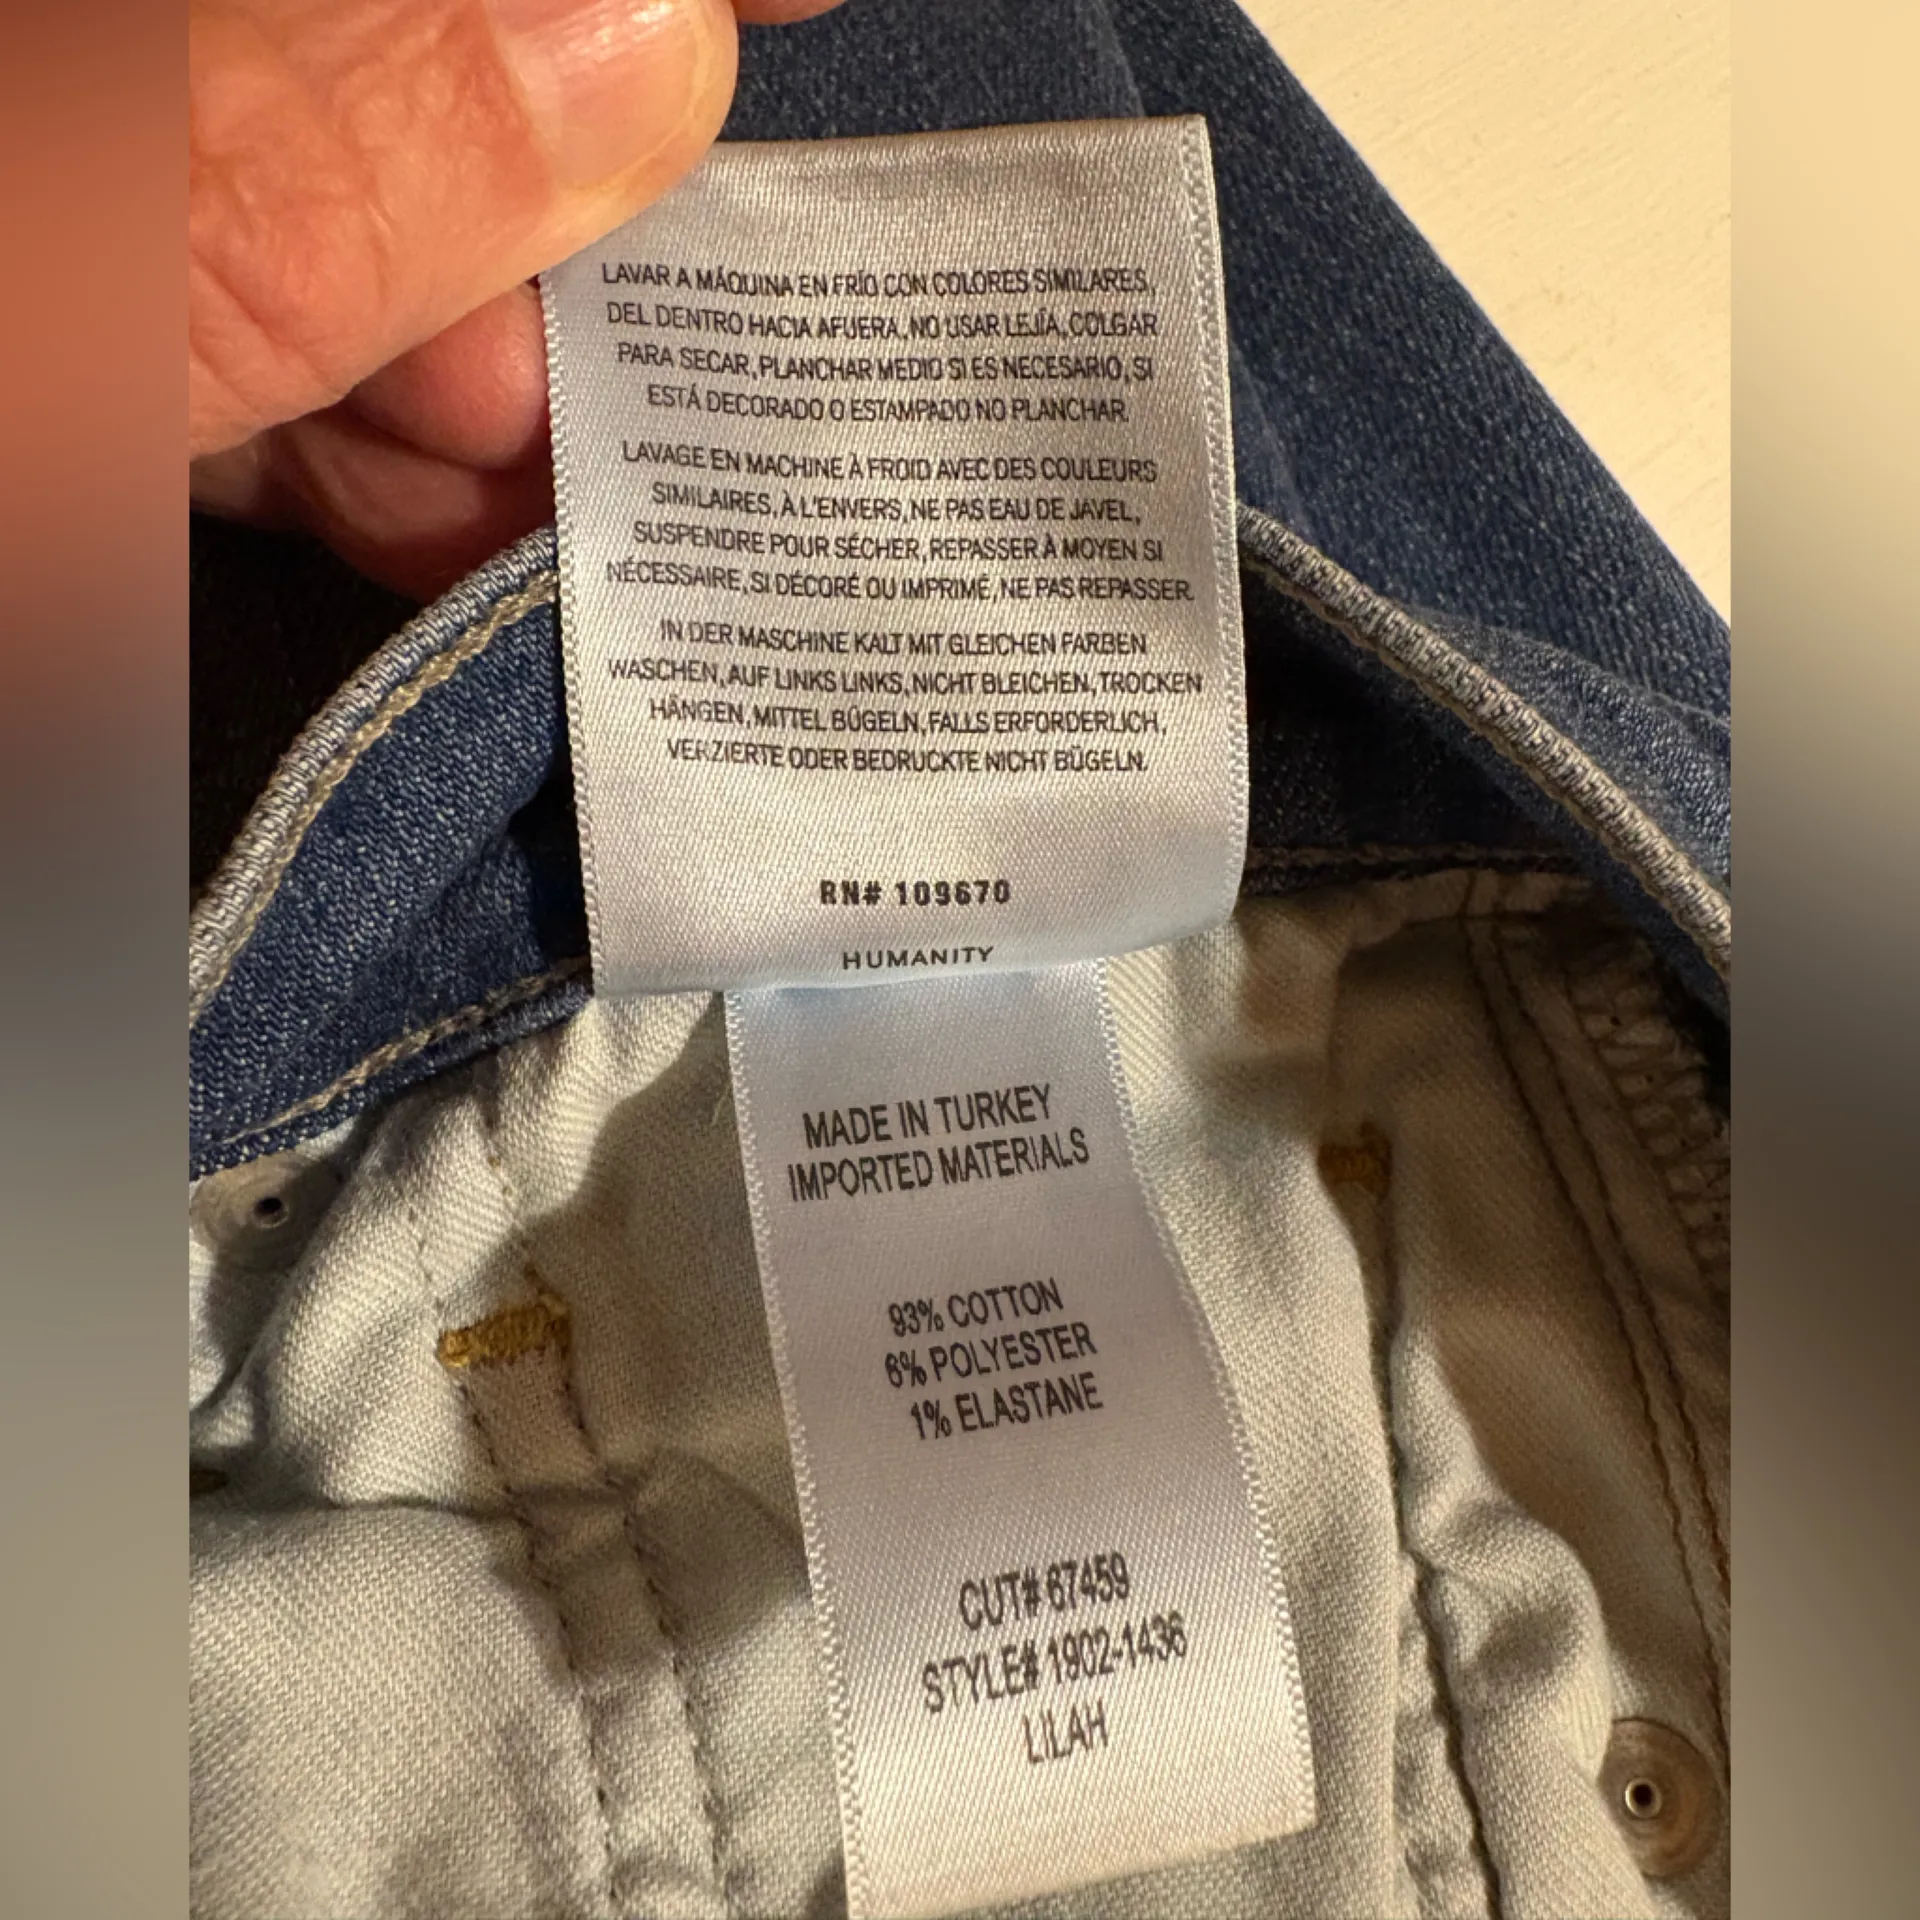 LAVAR A MÁQUINA EN FRÍO CON COLORES SIMILARES,
DEL DENTRO HACIA AFUERA, NO USAR LEJÍA, COLGAR
PARA SECAR, PLANCHAR MEDIO SI ES NECESARIO, SI
ESTÁ DECORADO O ESTAMPADO NO PLANCHAR.
LAVAGE EN MACHINE À FROID AVEC DES COULEURS
SIMILAIRES, À L'ENVERS, NE PAS EAU DE JAVEL,
SUSPENDRE POUR SÉCHER, REPASSER À MOYEN SI
NÉCESSAIRE, SI DÉCORÉ OU IMPRIMÉ, NE PAS REPASSER.
IN DER MASCHINE KALT MIT GLEICHEN FARBEN
WASCHEN, AUF LINKS LINKS, NICHT BLEICHEN, TROCKEN
HÄNGEN, MITTEL BÜGELN, FALLS ERFORDERLICH,
VERZIERTE ODER BEDRUCKTE NICHT BÜGELN.
RN# 109670
HUMANITY
MADE IN TURKEY
IMPORTED MATERIALS
93% COTTON
6% POLYESTER
1% ELASTANE
CUT# 67459
STYLE# 1902-1436
LILAH